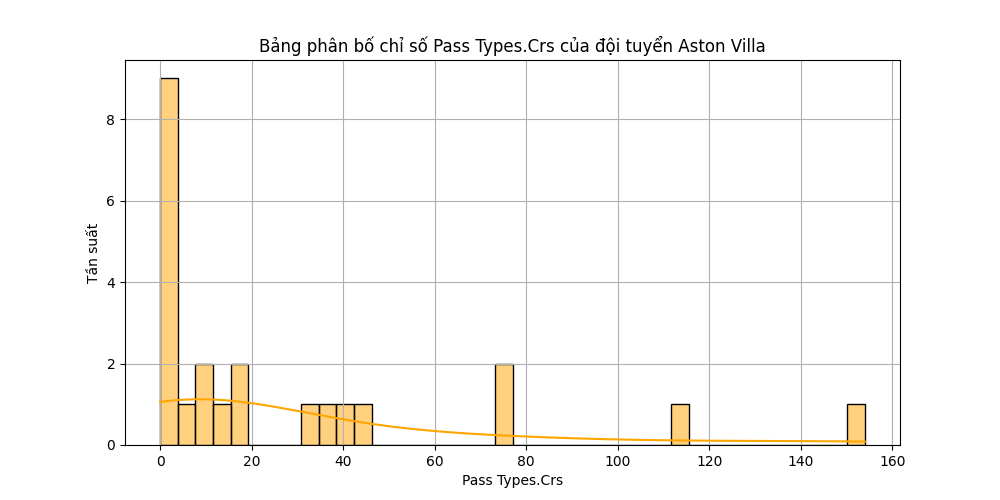 Bảng phân bố chỉ số Pass Types.Crs của đội tuyển Aston Villa
Tần suất
8
6
4
2
0
0 20 40 60 80 100 120 140 160
Pass Types.Crs